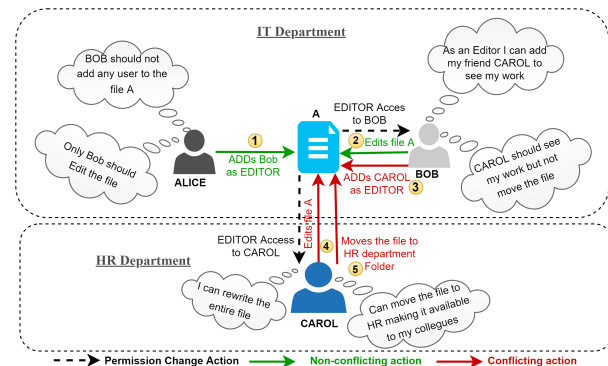 IT Department
BOB should not
add any user to the
file A
As an Editor I can add
my friend CAROL to
see my work
A
EDITOR Acces
to BOB
1
2
Edits file A
Only Bob should
Edit the file
ALICE
ADDs Bob
as EDITOR
ADDs CAROL
as EDITOR
3
BOB
CAROL should see
my work but not
move the file
HR Department
EDITOR Access
to CAROL
Edits file A
4
Moves the file to
HR department
Folder
5
I can rewrite the
entire file
CAROL
Can move the file to
HR making it available
to my collegues
Permission Change Action
Non-conflicting action
Conflicting action